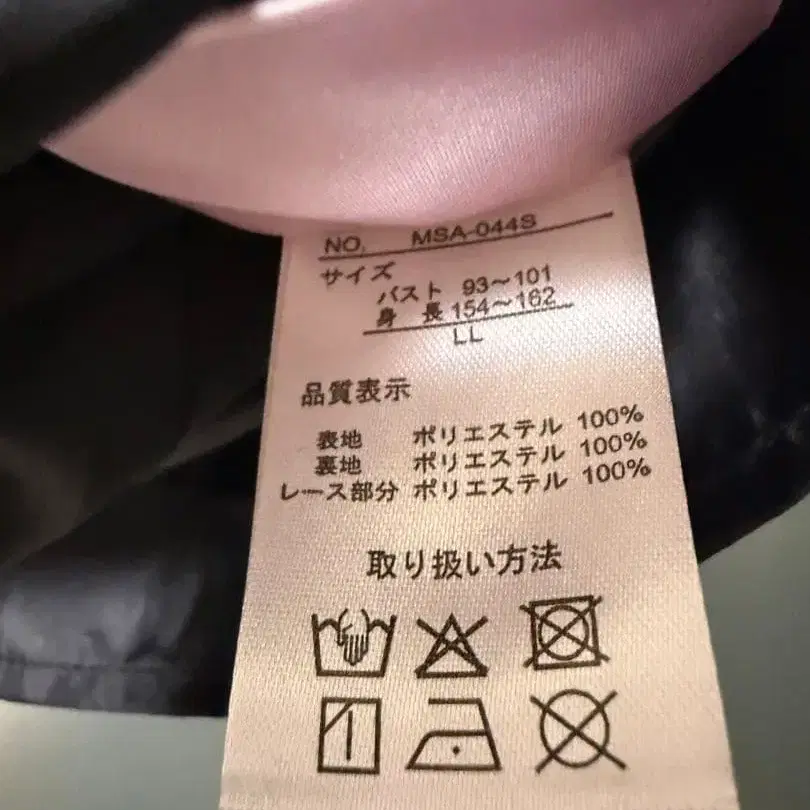 NO. MSA-044S
サイズ
バスト 93～101
身 長 154～162
LL
品質表示
表地 ポリエステル 100%
裏地 ポリエステル 100%
レース部分 ポリエステル 100%
取り扱い方法